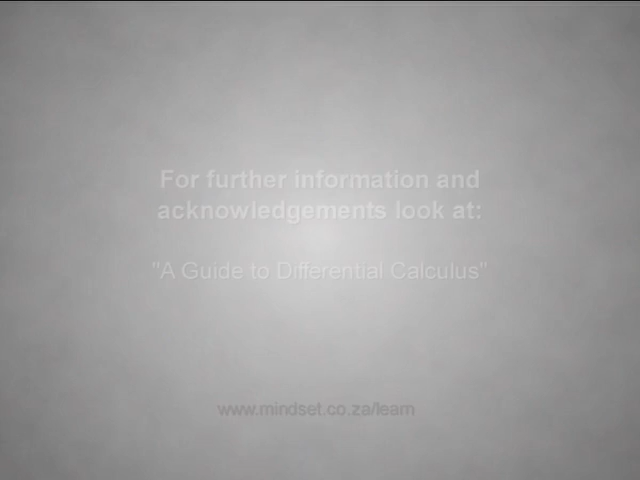 For further information and
acknowledgements look at:
"A Guide to Differential Calculus"
www.mindset.co.za/learn